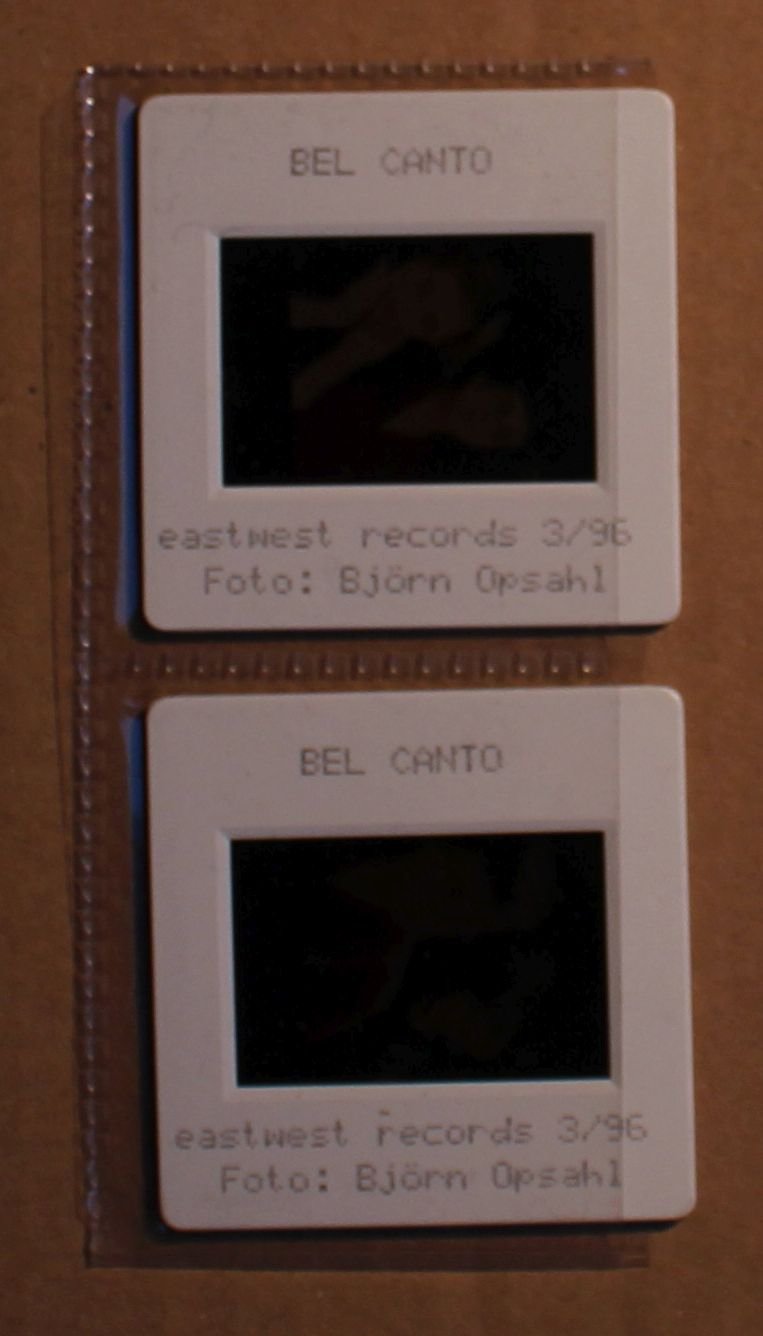 BEL CANTO
eastwest records 3/96
Foto: Björn Opsahl
BEL CANTO
eastwest records 3/96
Foto: Björn Opsahl